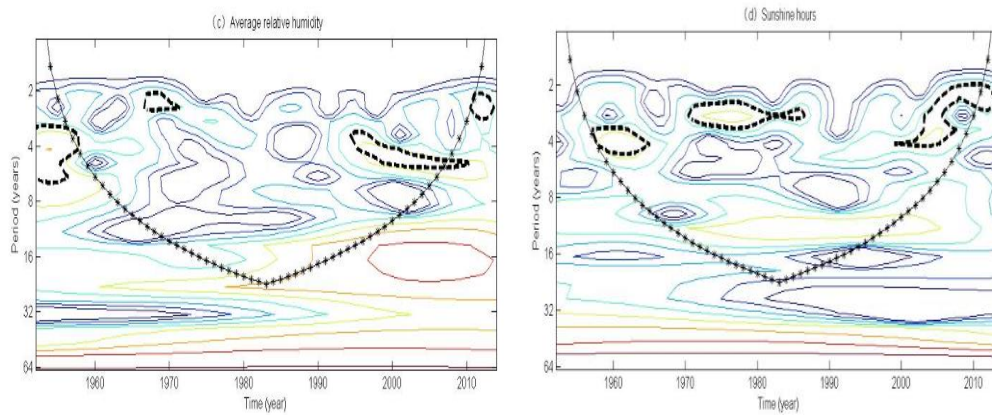 (c) Average relative humidity
2
4
8
16
32
64
Period (years)
1960 1970 1980 1990 2000 2010
Time (year)
(d) Sunshine hours
2
4
8
16
32
64
Period (years)
1960 1970 1980 1990 2000 2010
Time (year)